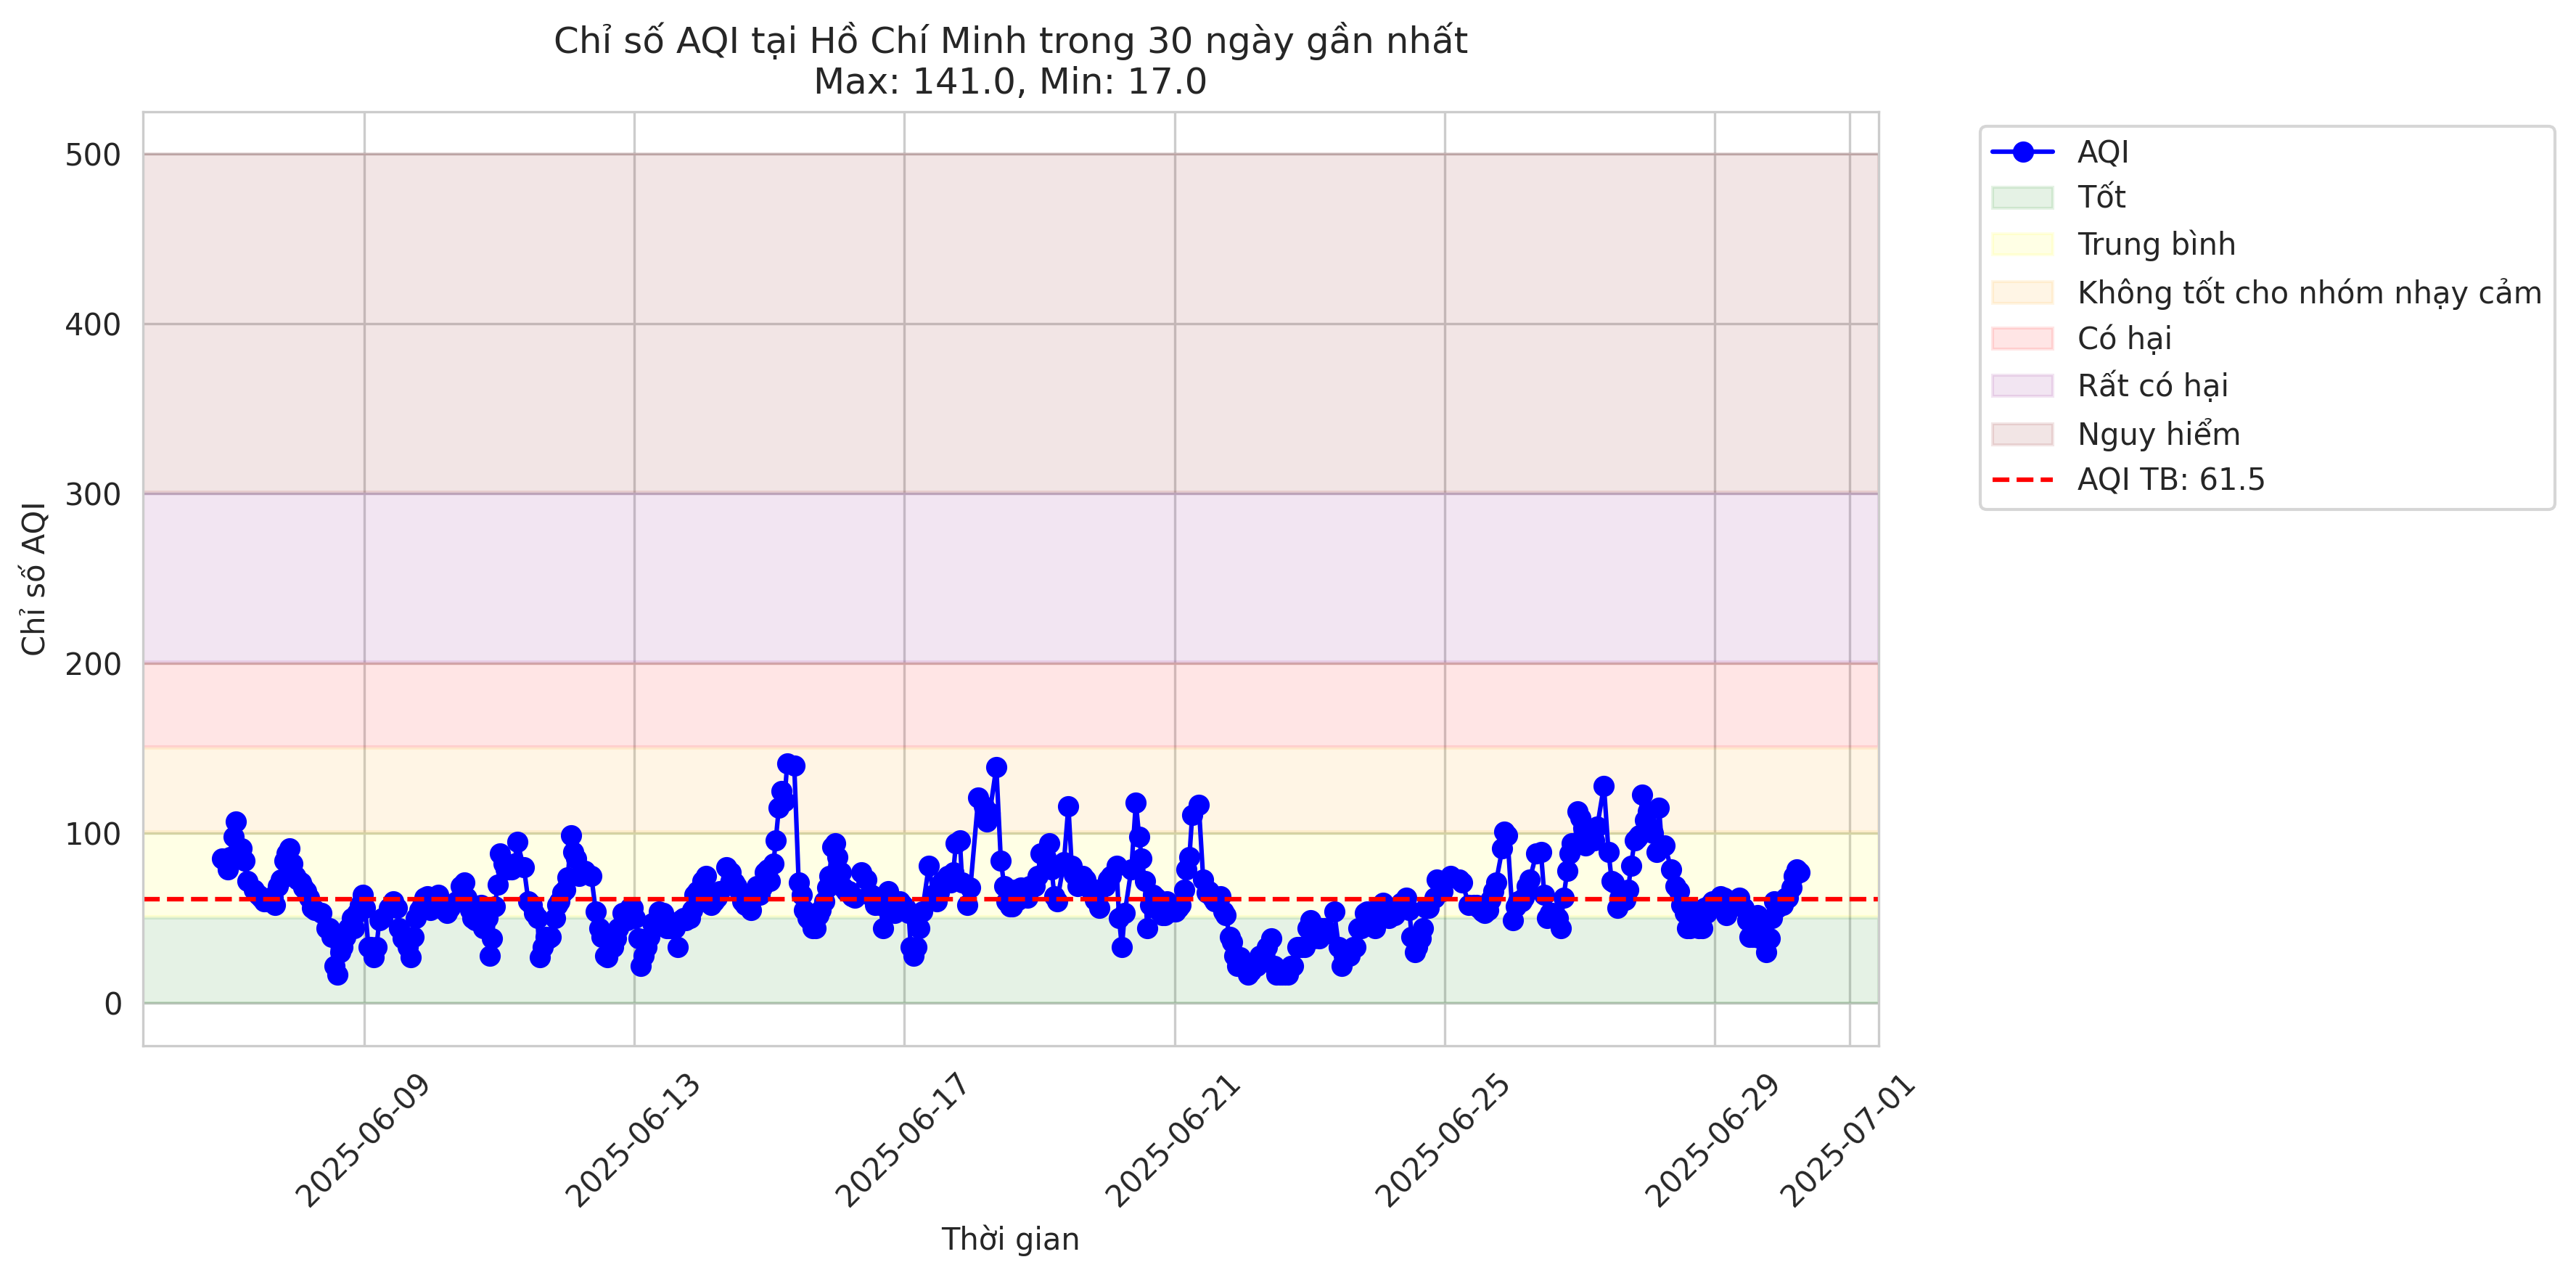 Chỉ số AQI tại Hồ Chí Minh trong 30 ngày gần nhất
Max: 141.0, Min: 17.0
Chỉ số AQI
500
400
300
200
100
0
2025-06-09
2025-06-13
2025-06-17
2025-06-21
2025-06-25
2025-06-29
2025-07-01
Thời gian
AQI
Tốt
Trung bình
Không tốt cho nhóm nhạy cảm
Có hại
Rất có hại
Nguy hiểm
AQI TB: 61.5